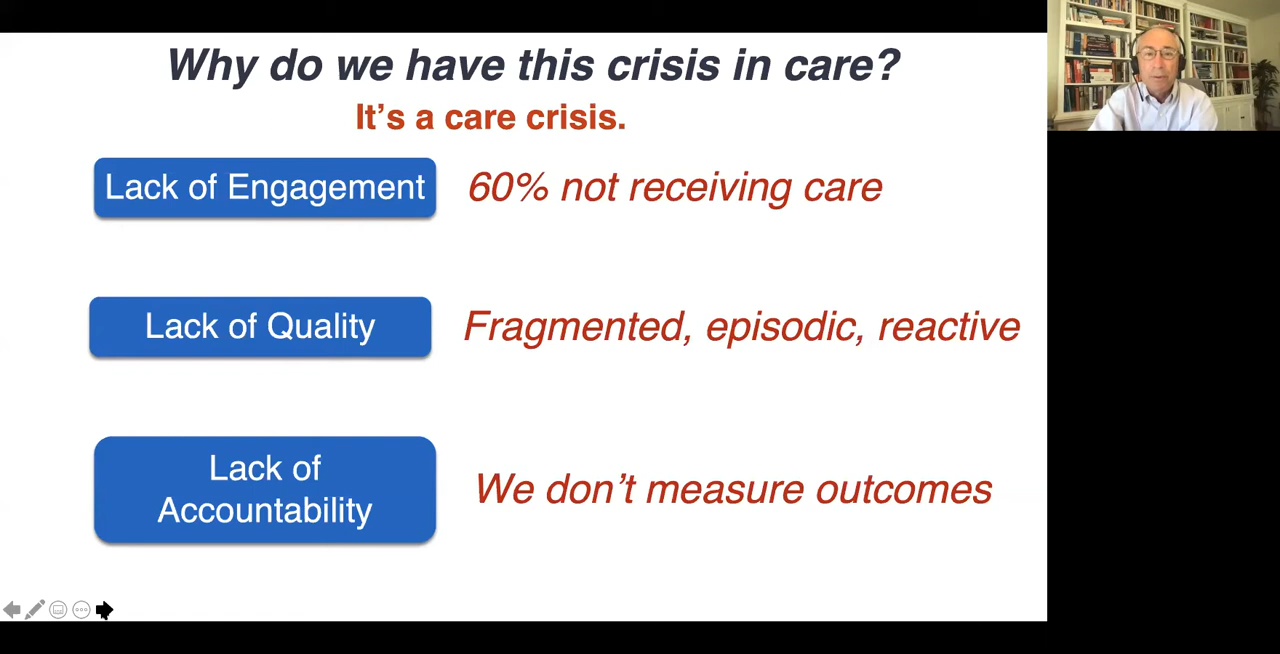 Why do we have this crisis in care?
It's a care crisis.
Lack of Engagement
60% not receiving care
Lack of Quality
Fragmented, episodic, reactive
Lack of
Accountability
We don't measure outcomes